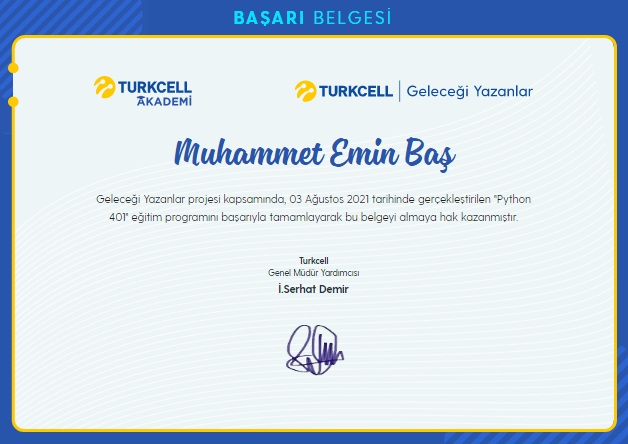 BAŞARI BELGESİ
TURKCELL
AKADEMİ
TURKCELL | Geleceği Yazanlar
Muhammet Emin Baş
Geleceği Yazanlar projesi kapsamında, 03 Ağustos 2021 tarihinde gerçekleştirilen "Python
401" eğitim programını başarıyla tamamlayarak bu belgeyi almaya hak kazanmıştır.
Turkcell
Genel Müdür Yardımcısı
İ.Serhat Demir